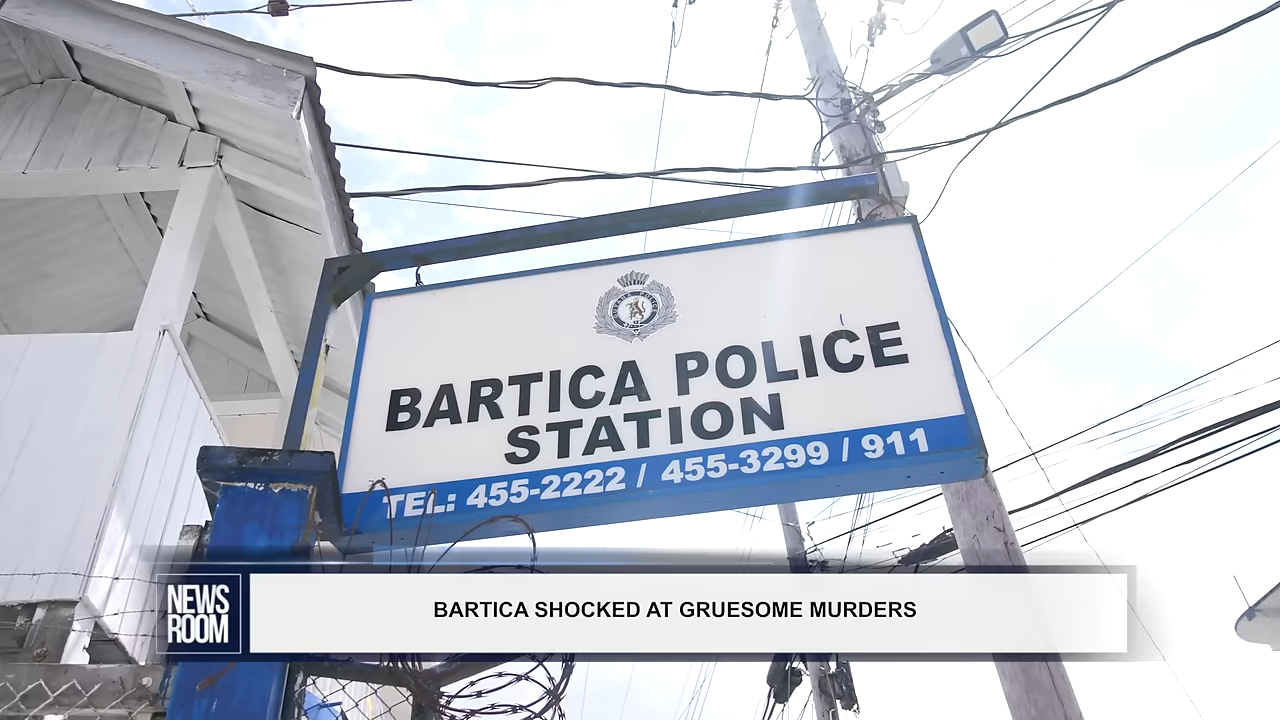 BARTICA POLICE
STATION
TEL: 455-2222 / 455-3299 / 911
NEWS
ROOM
BARTICA SHOCKED AT GRUESOME MURDERS